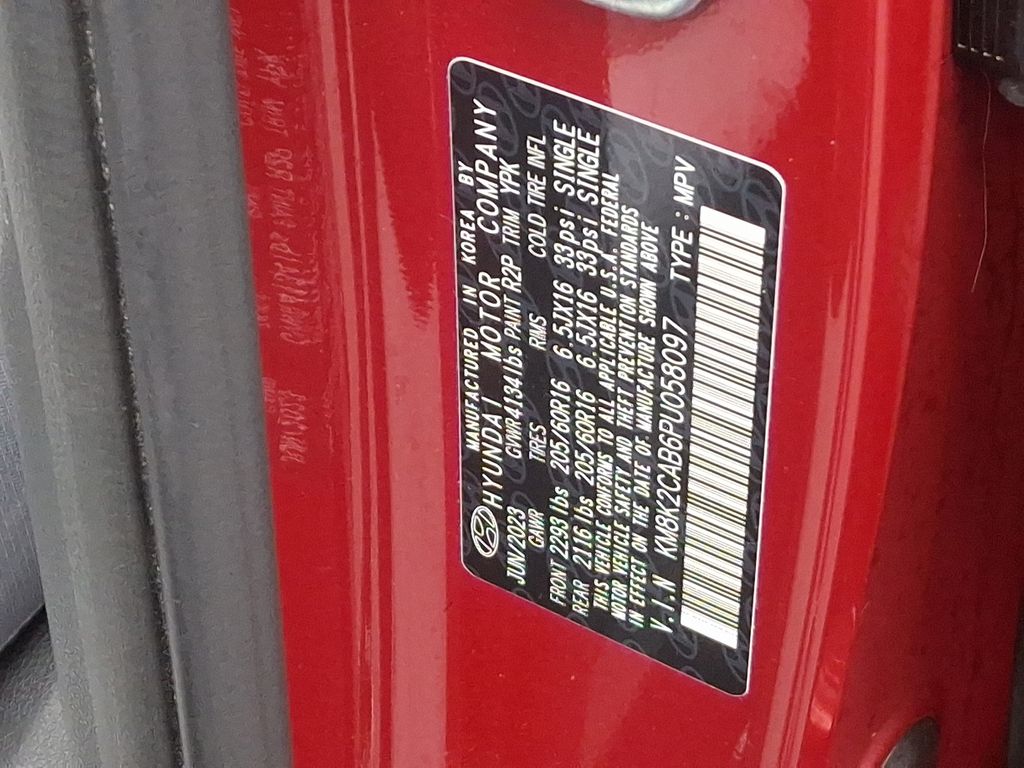 MANUFACTURED IN KOREA BY
HYUNDAI MOTOR COMPANY
JUN/2023 GVWR 4134 lbs PAINT R2P TRIM YPK
GAWR TIRES RIMS COLD TIRE INFL
FRONT 2293 lbs 205/60R16 6.5JX16 33psi SINGLE
REAR 2116 lbs 205/60R16 6.5JX16 33psi SINGLE
THIS VEHICLE CONFORMS TO ALL APPLICABLE U.S.A. FEDERAL
MOTOR VEHICLE SAFETY AND THEFT PREVENTION STANDARDS
IN EFFECT ON THE DATE OF MANUFACTURE SHOWN ABOVE
V.I.N KM8K2CAB6PU058097 TYPE : MPV